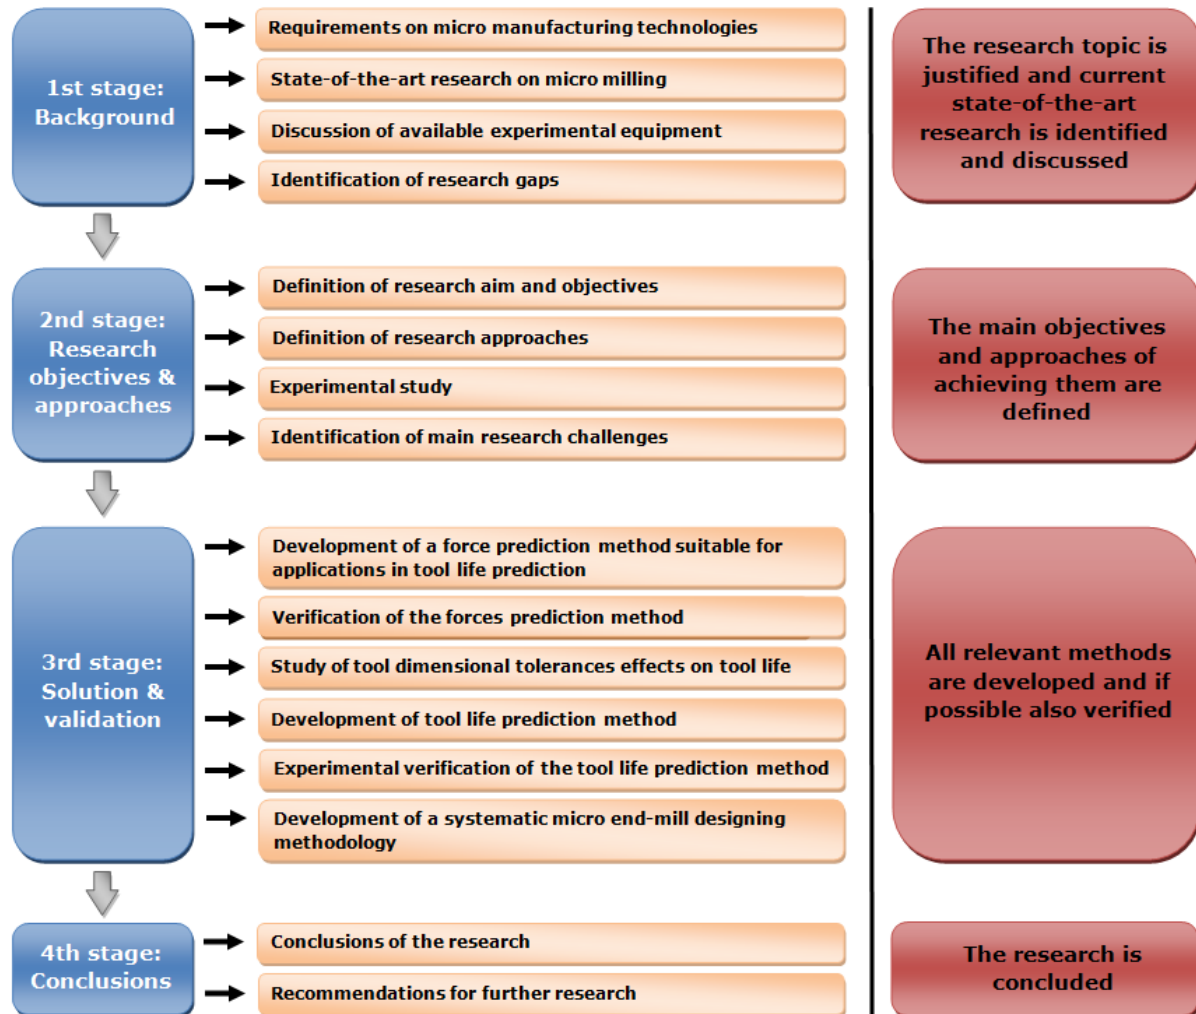 1st stage:
Background
Requirements on micro manufacturing technologies
State-of-the-art research on micro milling
Discussion of available experimental equipment
Identification of research gaps
The research topic is
justified and current
state-of-the-art
research is identified
and discussed
2nd stage:
Research
objectives &
approaches
Definition of research aim and objectives
Definition of research approaches
Experimental study
Identification of main research challenges
The main objectives
and approaches of
achieving them are
defined
3rd stage:
Solution &
validation
Development of a force prediction method suitable for
applications in tool life prediction
Verification of the forces prediction method
Study of tool dimensional tolerances effects on tool life
Development of tool life prediction method
Experimental verification of the tool life prediction method
Development of a systematic micro end-mill designing
methodology
All relevant methods
are developed and if
possible also verified
4th stage:
Conclusions
Conclusions of the research
Recommendations for further research
The research is
concluded